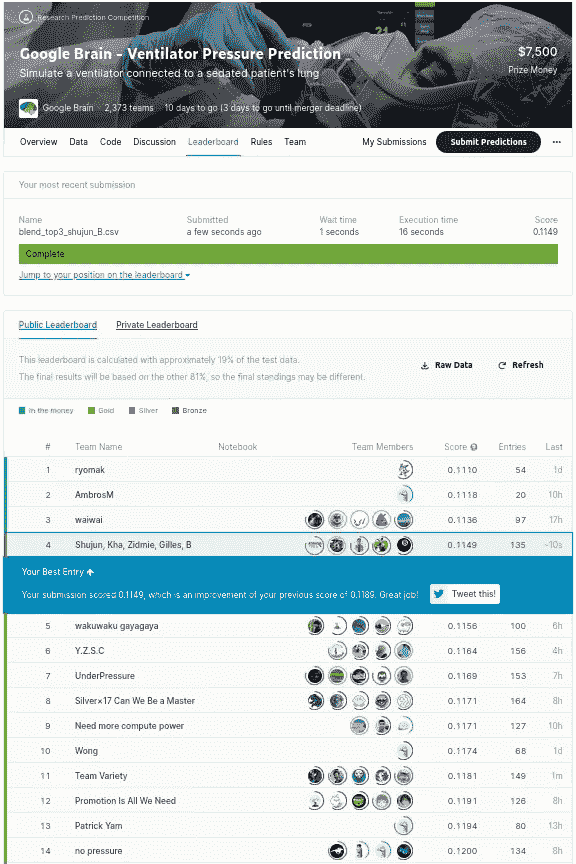 Research Prediction Competition
Google Brain - Ventilator Pressure Prediction
$7,500
Simulate a ventilator connected to a sedated patient's lung
Prize Money
Google Brain · 2,373 teams · 10 days to go (3 days to go until merger deadline)
Overview Data Code Discussion Leaderboard Rules Team My Submissions Submit Predictions ...
Your most recent submission
Name Submitted Wait time Execution time Score
blend_top3_shujun_B.csv a few seconds ago 1 seconds 16 seconds 0.1149
Complete
Jump to your position on the leaderboard
Public Leaderboard Private Leaderboard
This leaderboard is calculated with approximately 19% of the test data.
The final results will be based on the other 81%, so the final standings may be different.
Raw Data Refresh
In the money Gold Silver Bronze
# Team Name Notebook Team Members Score Entries Last
1 ryomak 0.1110 54 1d
2 AmbrosM 0.1118 20 10h
3 waiwai 0.1136 97 17h
4 Shujun, Kha, Zidmie, Gilles, B 0.1149 135 ~10s
Your Best Entry
Your submission scored 0.1149, which is an improvement of your previous score of 0.1189. Great job! Tweet this!
5 wakuwaku gayagaya 0.1156 100 6h
6 Y.Z.S.C 0.1164 156 4h
7 UnderPressure 0.1169 153 7h
8 Silver×17 Can We Be a Master 0.1171 164 8h
9 Need more compute power 0.1171 127 10h
10 Wong 0.1174 68 1d
11 Team Variety 0.1181 149 1m
12 Promotion Is All We Need 0.1191 126 8h
13 Patrick Yam 0.1194 80 13h
14 no pressure 0.1200 134 8h